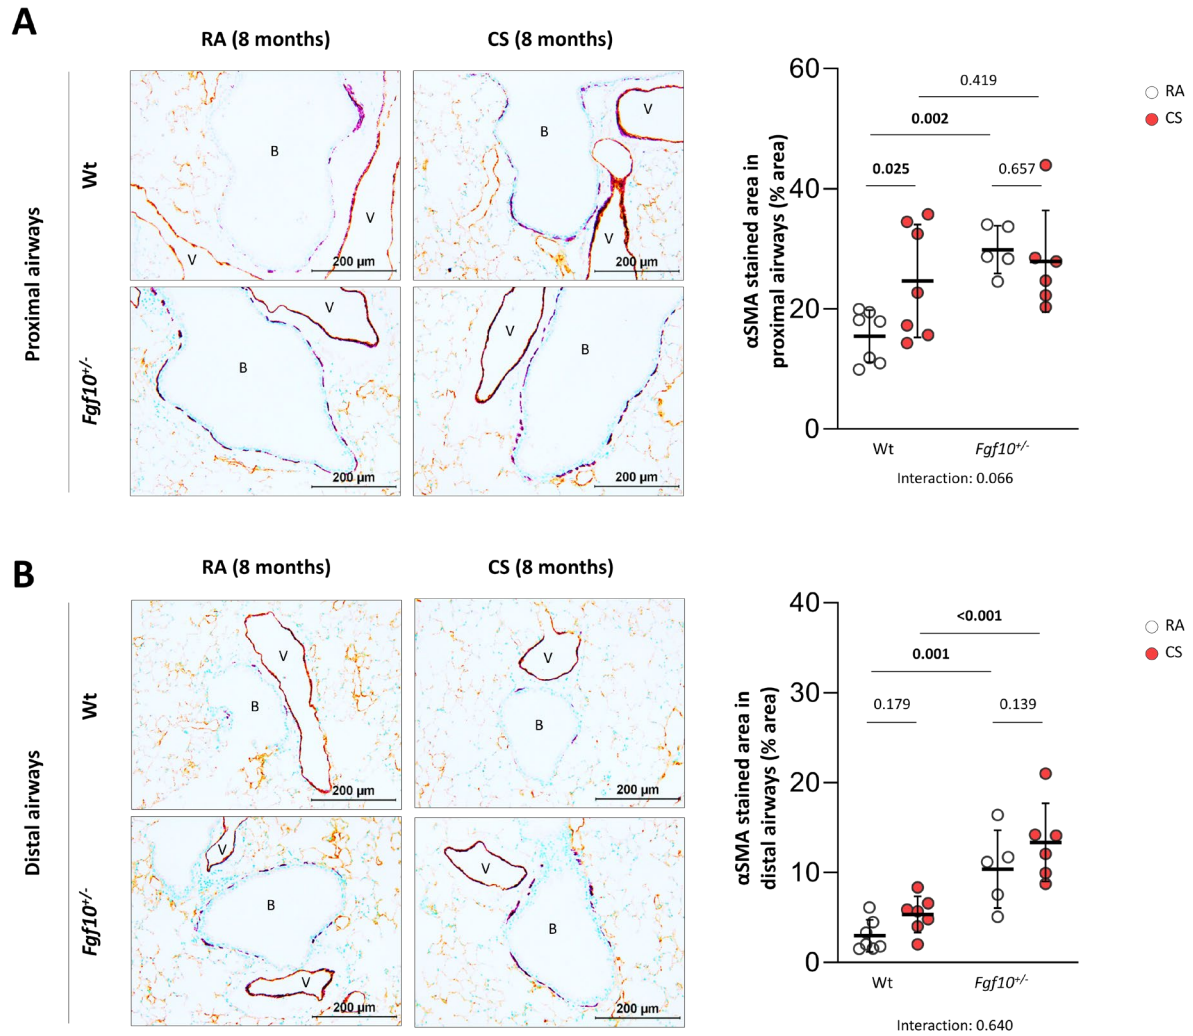 A
RA (8 months)
CS (8 months)
Proximal airways
Wt
B
V
V
200 µm
B
V
V
200 µm
Fgf10+/-
B
V
200 µm
V
B
200 µm
αSMA stained area in
proximal airways (% area)
60
40
20
0
0.419
0.002
0.025
0.657
RA
CS
Wt
Fgf10+/-
Interaction: 0.066
B
RA (8 months)
CS (8 months)
Distal airways
Wt
V
B
200 µm
V
B
200 µm
Fgf10+/-
V
B
V
200 µm
V
B
200 µm
αSMA stained area in
distal airways (% area)
40
30
20
10
0
<0.001
0.001
0.179
0.139
RA
CS
Wt
Fgf10+/-
Interaction: 0.640